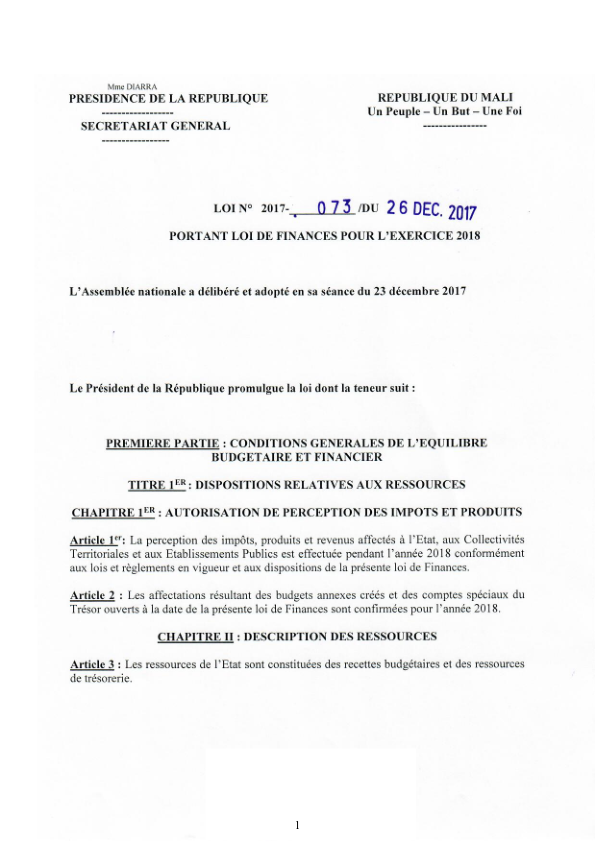 Mme DIARRA
PRESIDENCE DE LA REPUBLIQUE
------------------
SECRETARIAT GENERAL
-----------------
REPUBLIQUE DU MALI
Un Peuple – Un But – Une Foi
----------------
LOI N° 2017-. 073 /DU 26 DEC. 2017
PORTANT LOI DE FINANCES POUR L'EXERCICE 2018
L'Assemblée nationale a délibéré et adopté en sa séance du 23 décembre 2017
Le Président de la République promulgue la loi dont la teneur suit :
PREMIERE PARTIE : CONDITIONS GENERALES DE L'EQUILIBRE
BUDGETAIRE ET FINANCIER
TITRE 1ER : DISPOSITIONS RELATIVES AUX RESSOURCES
CHAPITRE 1ER : AUTORISATION DE PERCEPTION DES IMPOTS ET PRODUITS
Article 1er: La perception des impôts, produits et revenus affectés à l'Etat, aux Collectivités
Territoriales et aux Etablissements Publics est effectuée pendant l'année 2018 conformément
aux lois et règlements en vigueur et aux dispositions de la présente loi de Finances.
Article 2 : Les affectations résultant des budgets annexes créés et des comptes spéciaux du
Trésor ouverts à la date de la présente loi de Finances sont confirmées pour l'année 2018.
CHAPITRE II : DESCRIPTION DES RESSOURCES
Article 3 : Les ressources de l'Etat sont constituées des recettes budgétaires et des ressources
de trésorerie.
1